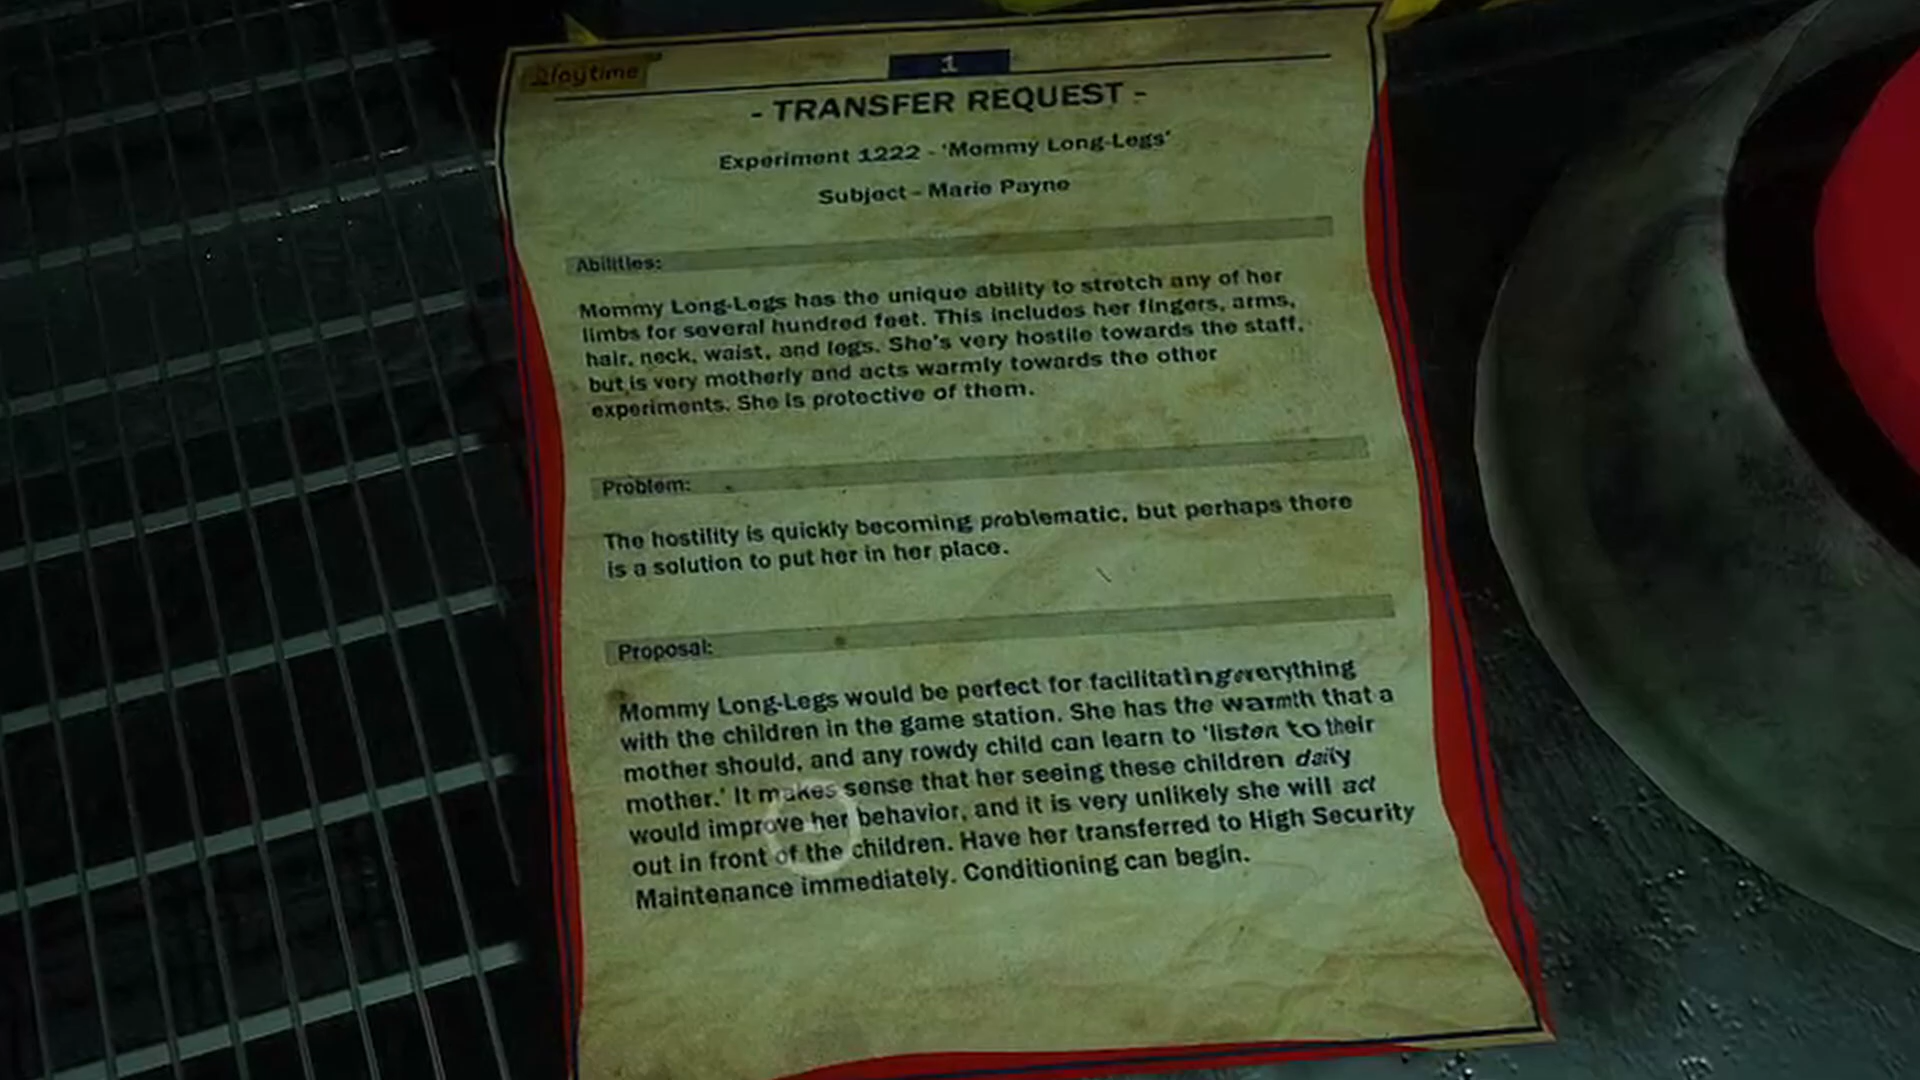 Playtime
1
- TRANSFER REQUEST -
Experiment 1222 - 'Mommy Long-Legs'
Subject - Marie Payne
Abilities:
Mommy Long-Legs has the unique ability to stretch any of her
limbs for several hundred feet. This includes her fingers, arms,
hair, neck, waist, and legs. She's very hostile towards the staff,
but is very motherly and acts warmly towards the other
experiments. She is protective of them.
Problem:
The hostility is quickly becoming problematic, but perhaps there
is a solution to put her in her place.
Proposal:
Mommy Long-Legs would be perfect for facilitating everything
with the children in the game station. She has the warmth that a
mother should, and any rowdy child can learn to 'listen to their
mother.' It makes sense that her seeing these children daily
would improve her behavior, and it is very unlikely she will act
out in front of the children. Have her transferred to High Security
Maintenance immediately. Conditioning can begin.